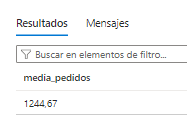 Resultados Mensajes
Buscar en elementos de filtro...
media_pedidos
1244,67